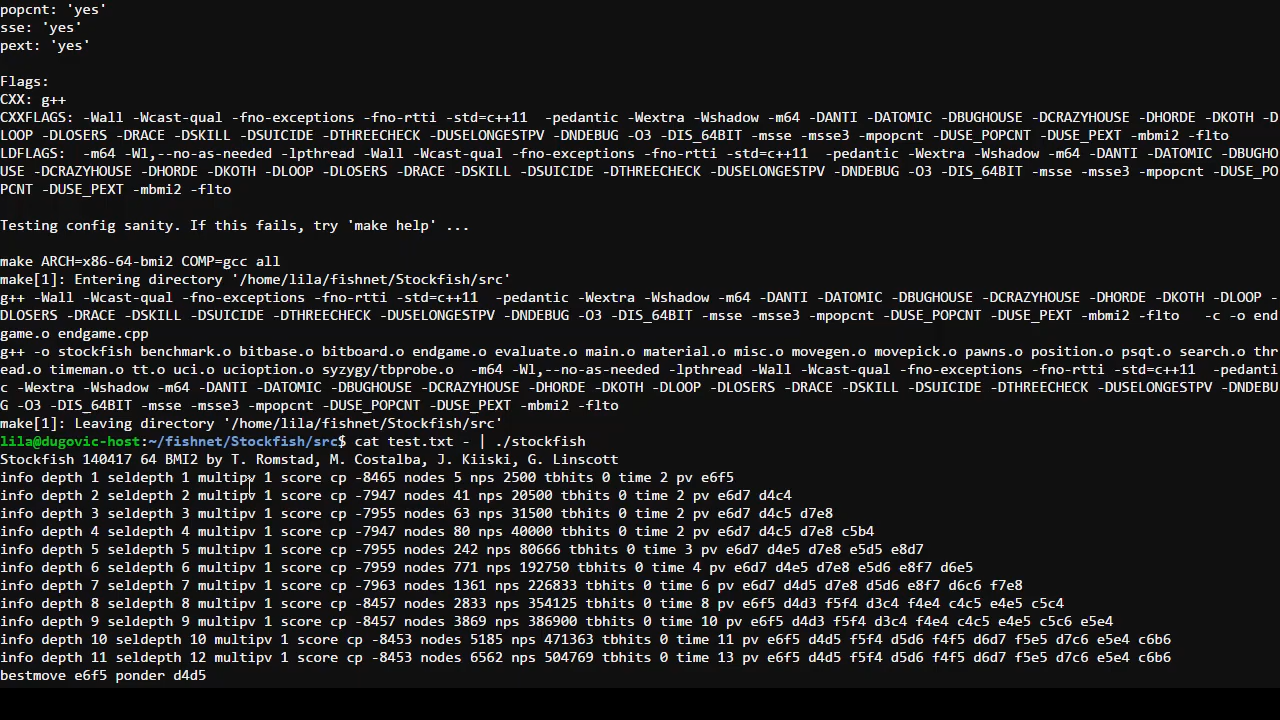 popcnt: 'yes'
sse: 'yes'
pext: 'yes'
Flags:
CXX: g++
CXXFLAGS: -Wall -Wcast-qual -fno-exceptions -fno-rtti -std=c++11  -pedantic -Wextra -Wshadow -m64 -DANTI -DATOMIC -DBUGHOUSE -DCRAZYHOUSE -DHORDE -DKOTH -D
LOOP -DLOSERS -DRACE -DSKILL -DSUICIDE -DTHREECHECK -DUSELONGESTPV -DNDEBUG -O3 -DIS_64BIT -msse -msse3 -mpopcnt -DUSE_POPCNT -DUSE_PEXT -mbmi2 -flto
LDFLAGS:  -m64 -Wl,--no-as-needed -lpthread -Wall -Wcast-qual -fno-exceptions -fno-rtti -std=c++11  -pedantic -Wextra -Wshadow -m64 -DANTI -DATOMIC -DBUGHO
USE -DCRAZYHOUSE -DHORDE -DKOTH -DLOOP -DLOSERS -DRACE -DSKILL -DSUICIDE -DTHREECHECK -DUSELONGESTPV -DNDEBUG -O3 -DIS_64BIT -msse -msse3 -mpopcnt -DUSE_PO
PCNT -DUSE_PEXT -mbmi2 -flto
Testing config sanity. If this fails, try 'make help' ...
make ARCH=x86-64-bmi2 COMP=gcc all
make[1]: Entering directory '/home/lila/fishnet/Stockfish/src'
g++ -Wall -Wcast-qual -fno-exceptions -fno-rtti -std=c++11  -pedantic -Wextra -Wshadow -m64 -DANTI -DATOMIC -DBUGHOUSE -DCRAZYHOUSE -DHORDE -DKOTH -DLOOP -
DLOSERS -DRACE -DSKILL -DSUICIDE -DTHREECHECK -DUSELONGESTPV -DNDEBUG -O3 -DIS_64BIT -msse -msse3 -mpopcnt -DUSE_POPCNT -DUSE_PEXT -mbmi2 -flto   -c -o end
game.o endgame.cpp
g++ -o stockfish benchmark.o bitbase.o bitboard.o endgame.o evaluate.o main.o material.o misc.o movegen.o movepick.o pawns.o position.o psqt.o search.o thr
ead.o timeman.o tt.o uci.o ucioption.o syzygy/tbprobe.o  -m64 -Wl,--no-as-needed -lpthread -Wall -Wcast-qual -fno-exceptions -fno-rtti -std=c++11  -pedanti
c -Wextra -Wshadow -m64 -DANTI -DATOMIC -DBUGHOUSE -DCRAZYHOUSE -DHORDE -DKOTH -DLOOP -DLOSERS -DRACE -DSKILL -DSUICIDE -DTHREECHECK -DUSELONGESTPV -DNDEBU
G -O3 -DIS_64BIT -msse -msse3 -mpopcnt -DUSE_POPCNT -DUSE_PEXT -mbmi2 -flto
make[1]: Leaving directory '/home/lila/fishnet/Stockfish/src'
lila@dugovic-host:~/fishnet/Stockfish/src$ cat test.txt - | ./stockfish
Stockfish 140417 64 BMI2 by T. Romstad, M. Costalba, J. Kiiski, G. Linscott
info depth 1 seldepth 1 multipv 1 score cp -8465 nodes 5 nps 2500 tbhits 0 time 2 pv e6f5
info depth 2 seldepth 2 multipv 1 score cp -7947 nodes 41 nps 20500 tbhits 0 time 2 pv e6d7 d4c4
info depth 3 seldepth 3 multipv 1 score cp -7955 nodes 63 nps 31500 tbhits 0 time 2 pv e6d7 d4c5 d7e8
info depth 4 seldepth 4 multipv 1 score cp -7947 nodes 80 nps 40000 tbhits 0 time 2 pv e6d7 d4c5 d7e8 c5b4
info depth 5 seldepth 5 multipv 1 score cp -7955 nodes 242 nps 80666 tbhits 0 time 3 pv e6d7 d4e5 d7e8 e5d5 e8d7
info depth 6 seldepth 6 multipv 1 score cp -7959 nodes 771 nps 192750 tbhits 0 time 4 pv e6d7 d4e5 d7e8 e5d6 e8f7 d6e5
info depth 7 seldepth 7 multipv 1 score cp -7963 nodes 1361 nps 226833 tbhits 0 time 6 pv e6d7 d4d5 d7e8 d5d6 e8f7 d6c6 f7e8
info depth 8 seldepth 8 multipv 1 score cp -8457 nodes 2833 nps 354125 tbhits 0 time 8 pv e6f5 d4d3 f5f4 d3c4 f4e4 c4c5 e4e5 c5c4
info depth 9 seldepth 9 multipv 1 score cp -8457 nodes 3869 nps 386900 tbhits 0 time 10 pv e6f5 d4d3 f5f4 d3c4 f4e4 c4c5 e4e5 c5c6 e5e4
info depth 10 seldepth 10 multipv 1 score cp -8453 nodes 5185 nps 471363 tbhits 0 time 11 pv e6f5 d4d5 f5f4 d5d6 f4f5 d6d7 f5e5 d7c6 e5e4 c6b6
info depth 11 seldepth 12 multipv 1 score cp -8453 nodes 6562 nps 504769 tbhits 0 time 13 pv e6f5 d4d5 f5f4 d5d6 f4f5 d6d7 f5e5 d7c6 e5e4 c6b6
bestmove e6f5 ponder d4d5